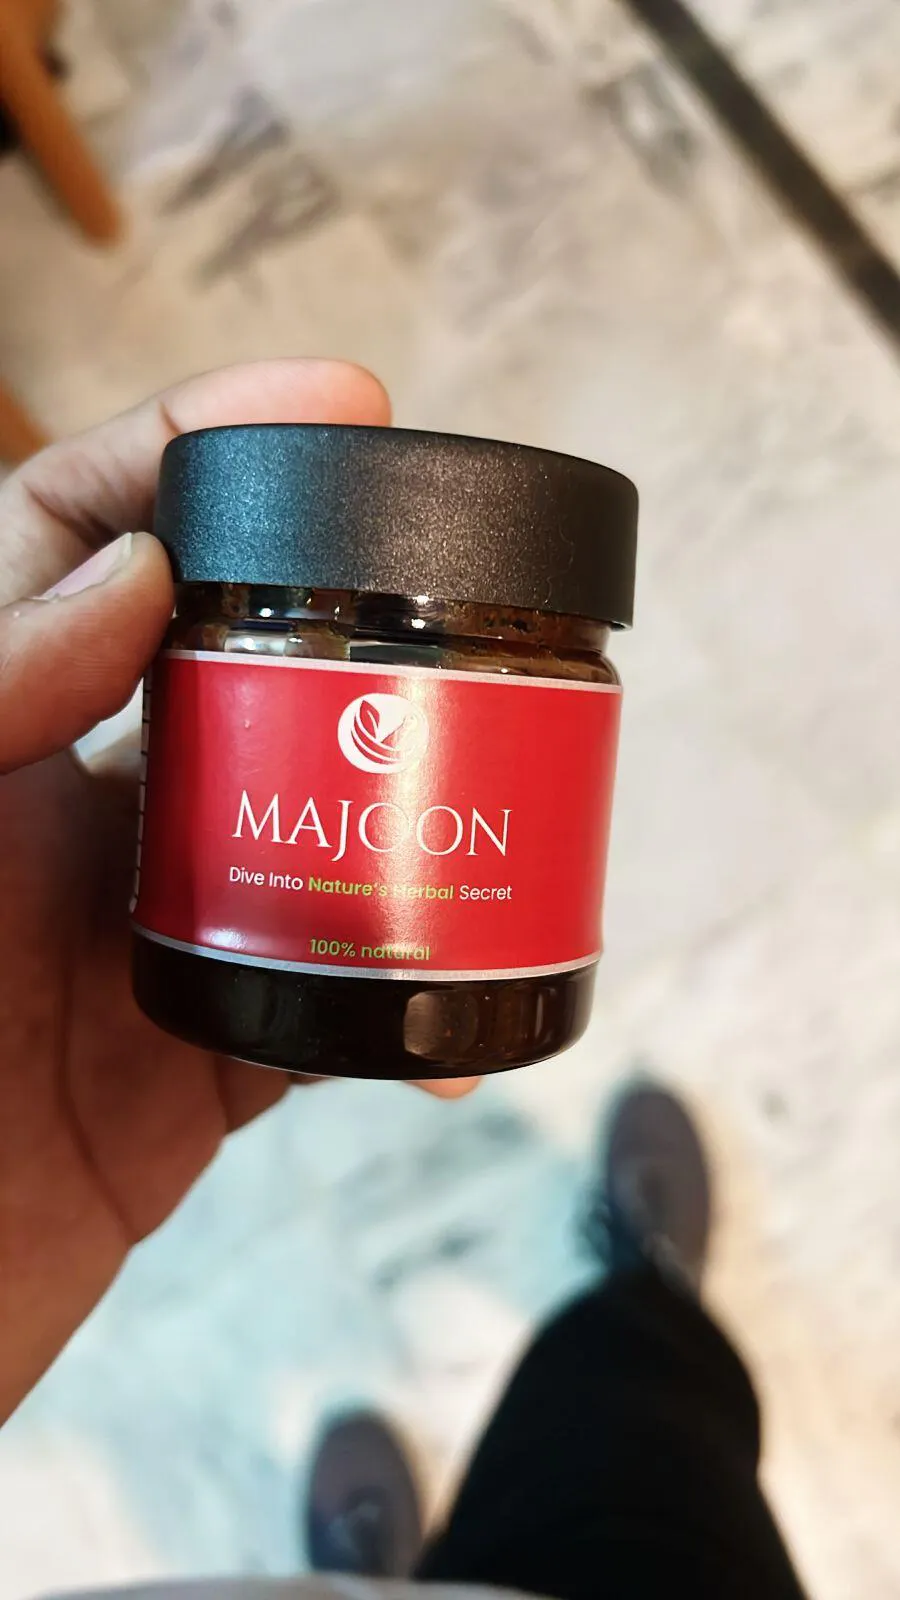 MAJOON
Dive Into Nature's Herbal Secret
100% natural